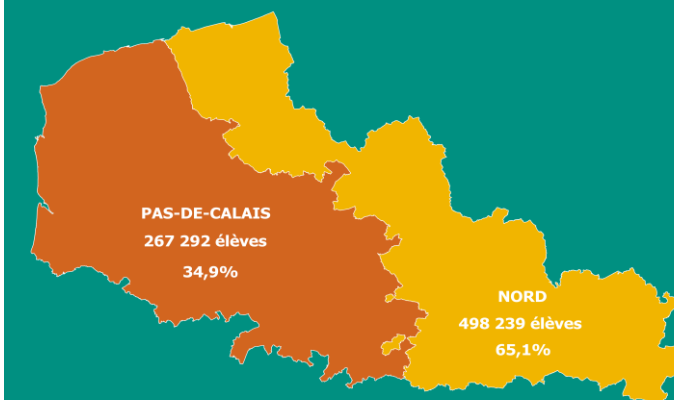 PAS-DE-CALAIS
267 292 élèves
34,9%
NORD
498 239 élèves
65,1%